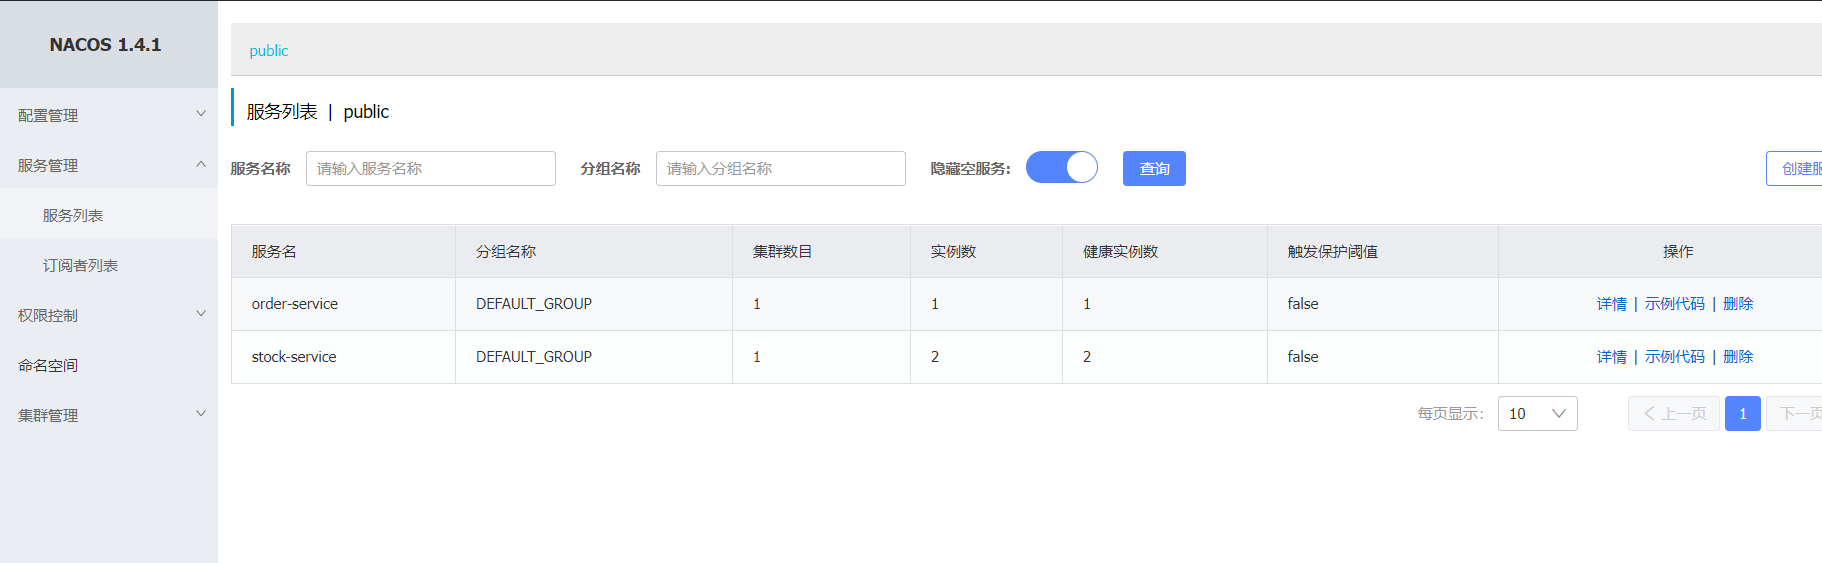 NACOS 1.4.1
public
配置管理
服务管理
服务列表
订阅者列表
权限控制
命名空间
集群管理
服务列表 | public
服务名称 请输入服务名称 分组名称 请输入分组名称 隐藏空服务: 查询 创建服
服务名 分组名称 集群数目 实例数 健康实例数 触发保护阈值 操作
order-service DEFAULT_GROUP 1 1 1 false 详情 | 示例代码 | 删除
stock-service DEFAULT_GROUP 1 2 2 false 详情 | 示例代码 | 删除
每页显示: 10 上一页 1 下一页